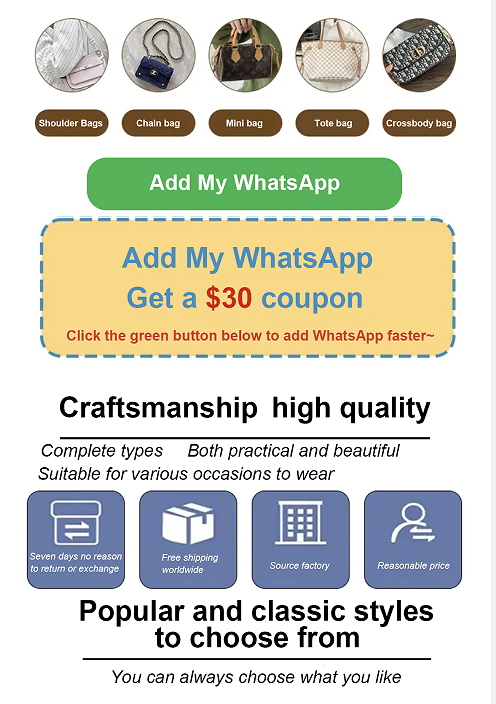 Shoulder Bags
Chain bag
Mini bag
Tote bag
Crossbody bag
Add My WhatsApp
Add My WhatsApp
Get a $30 coupon
Click the green button below to add WhatsApp faster~
Craftsmanship high quality
Complete types Both practical and beautiful
Suitable for various occasions to wear
Seven days no reason
to return or exchange
Free shipping
worldwide
Source factory
Reasonable price
Popular and classic styles
to choose from
You can always choose what you like